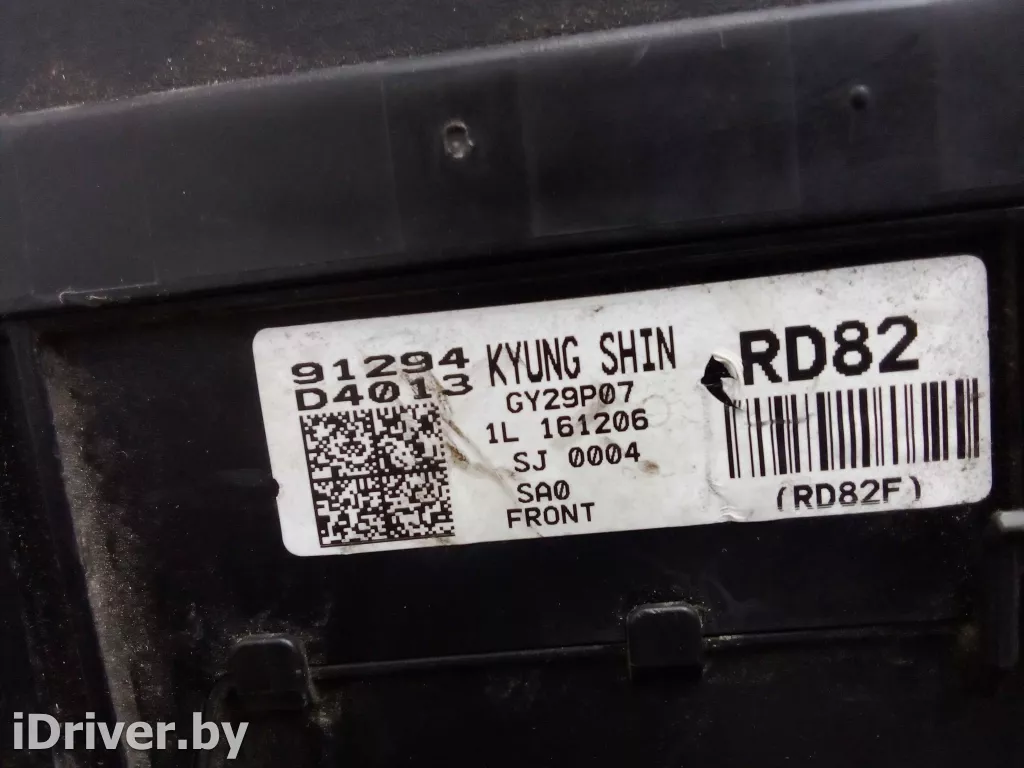 91294
D4013
KYUNG SHIN
GY29P07
1L 161206
SJ 0004
SA0
FRONT
RD82
(RD82F)
iDriver.by